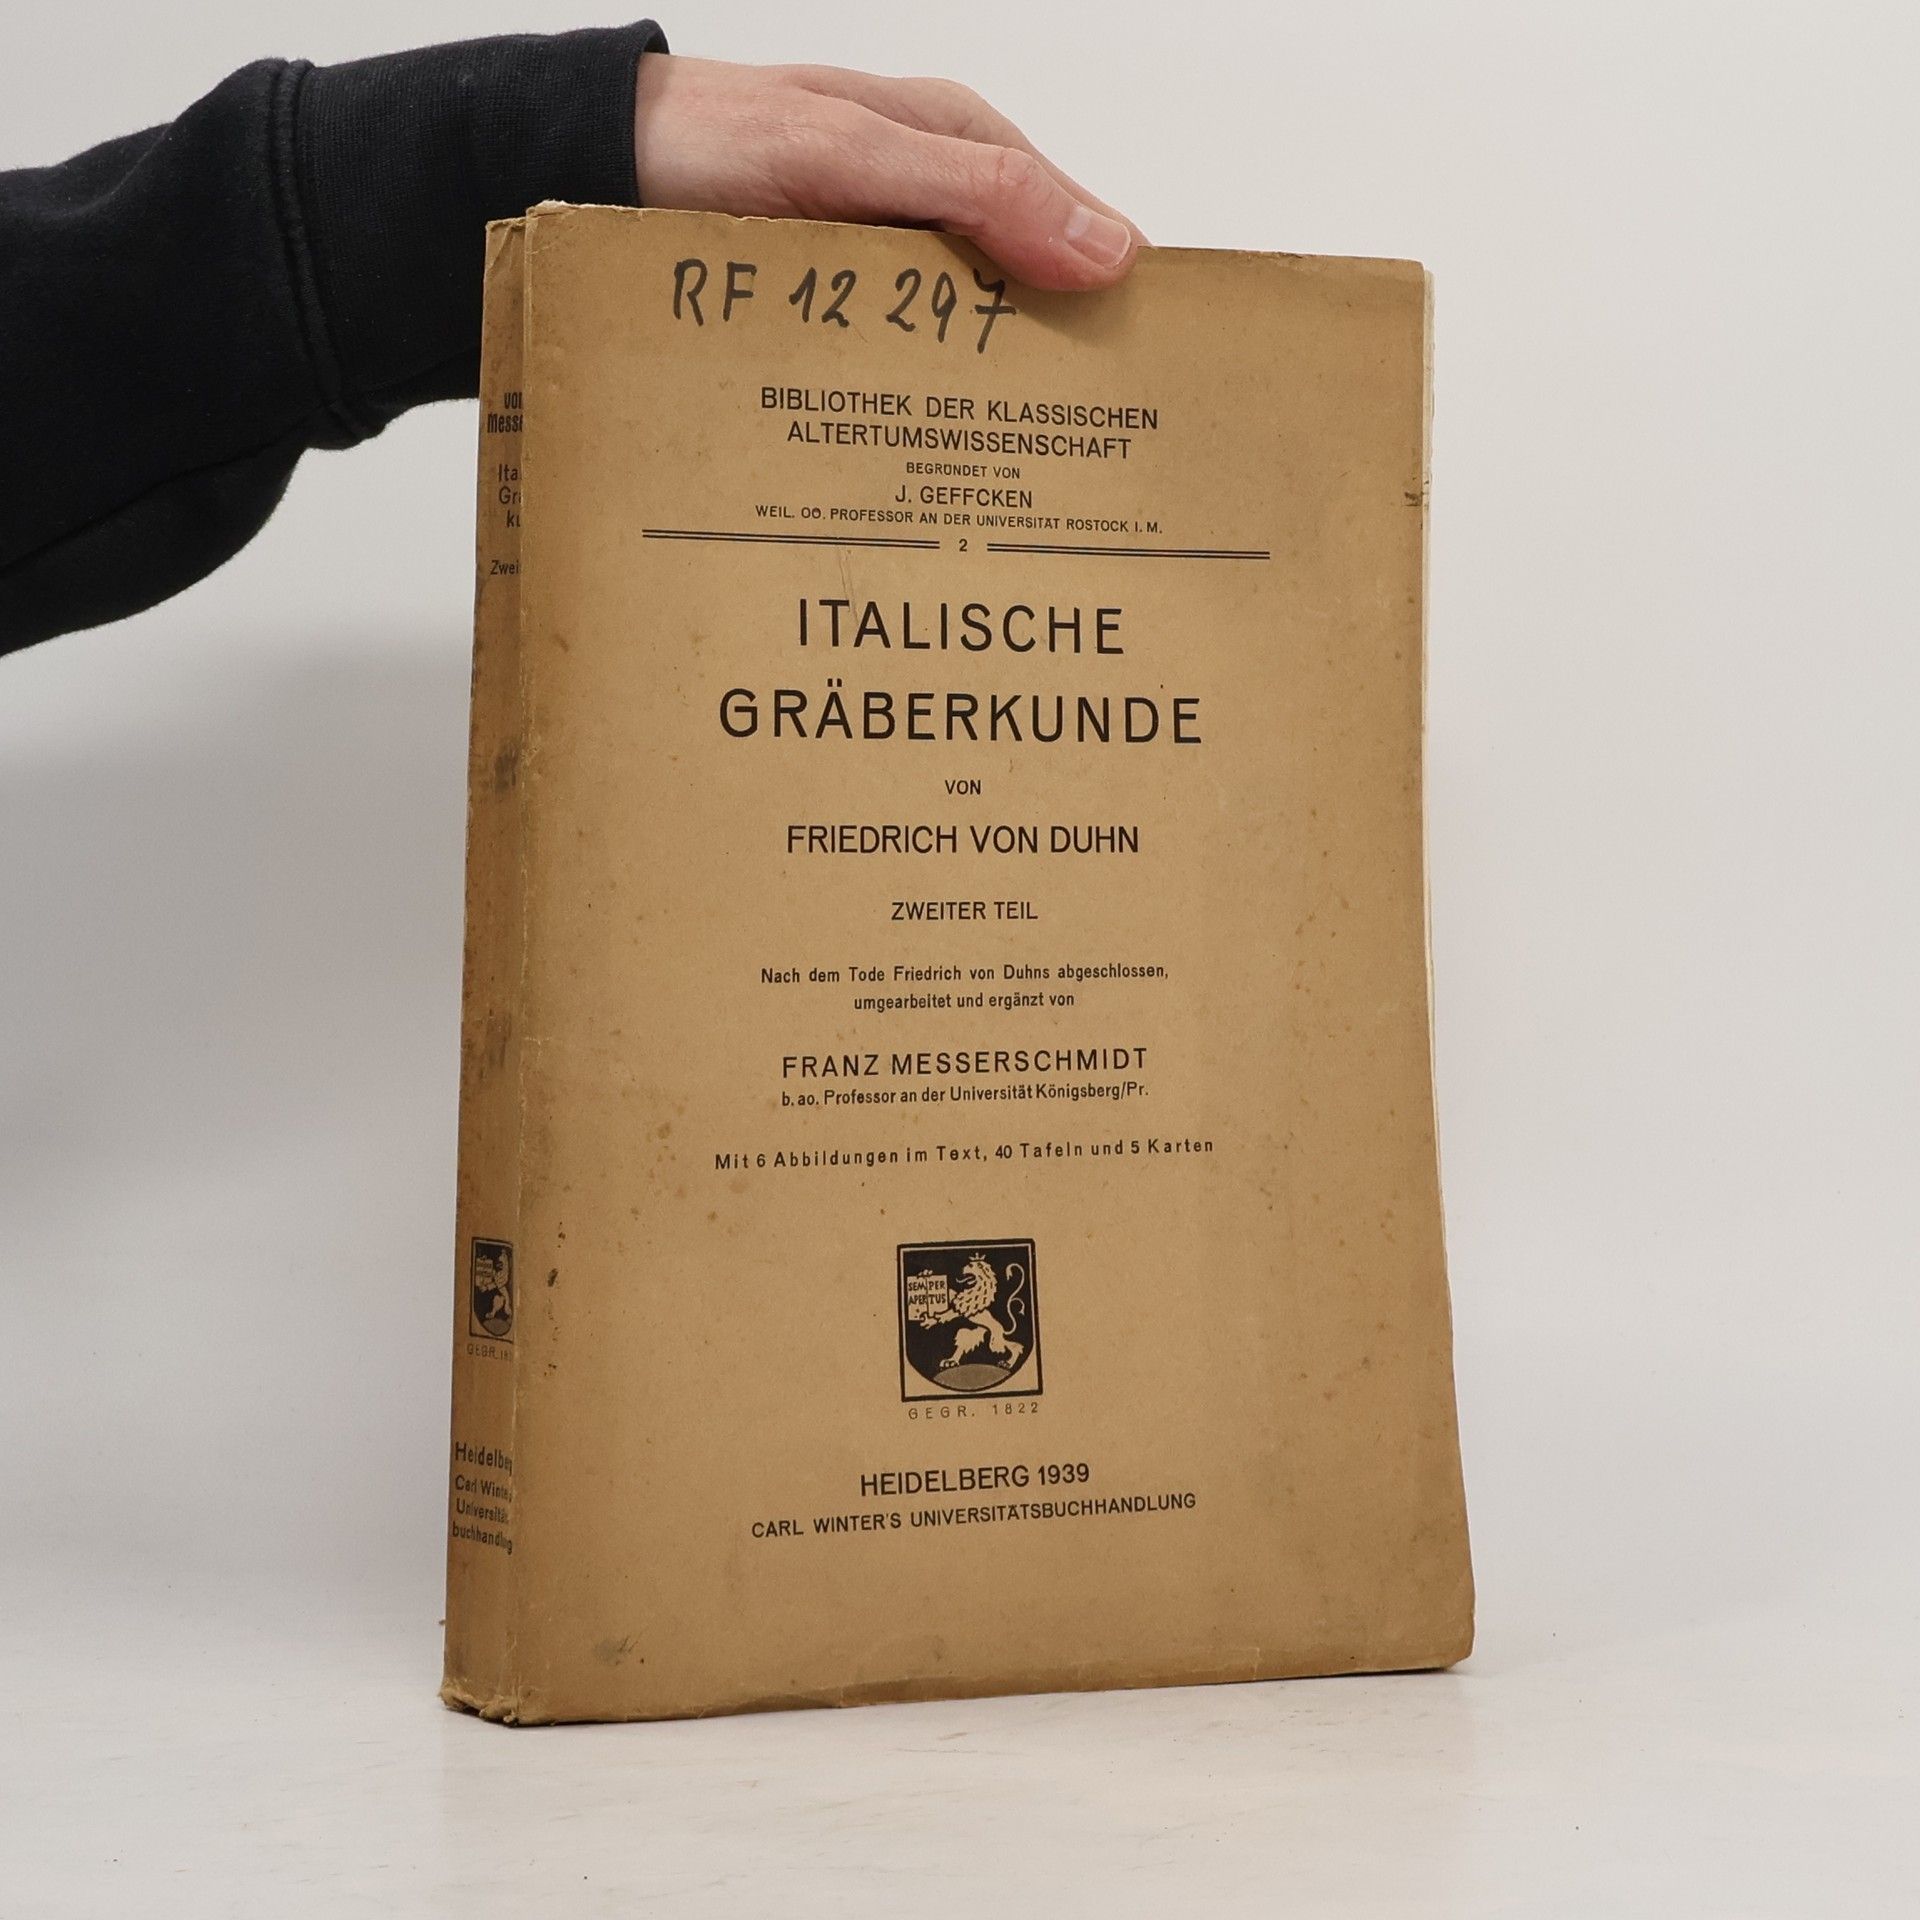 RF 12 297
BIBLIOTHEK DER KLASSISCHEN
ALTERTUMSWISSENSCHAFT
BEGRÜNDET VON
J. GEFFCKEN
WEIL. OÖ. PROFESSOR AN DER UNIVERSITÄT ROSTOCK I. M.
2
ITALISCHE
GRÄBERKUNDE
VON
FRIEDRICH VON DUHN
ZWEITER TEIL
Nach dem Tode Friedrich von Duhns abgeschlossen,
umgearbeitet und ergänzt von
FRANZ MESSERSCHMIDT
b. ao. Professor an der Universität Königsberg/Pr.
Mit 6 Abbildungen im Text, 40 Tafeln und 5 Karten
SEMPER
APERTUS
GEGR. 1822
HEIDELBERG 1939
CARL WINTER'S UNIVERSITÄTSBUCHHANDLUNG